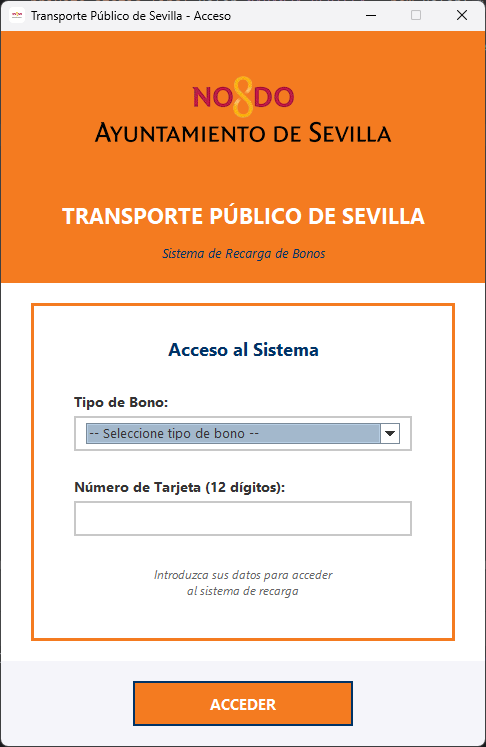 Transporte Público de Sevilla - Acceso
NO8DO
AYUNTAMIENTO DE SEVILLA
TRANSPORTE PÚBLICO DE SEVILLA
Sistema de Recarga de Bonos
Acceso al Sistema
Tipo de Bono:
-- Seleccione tipo de bono --
Número de Tarjeta (12 dígitos):
Introduzca sus datos para acceder
al sistema de recarga
ACCEDER